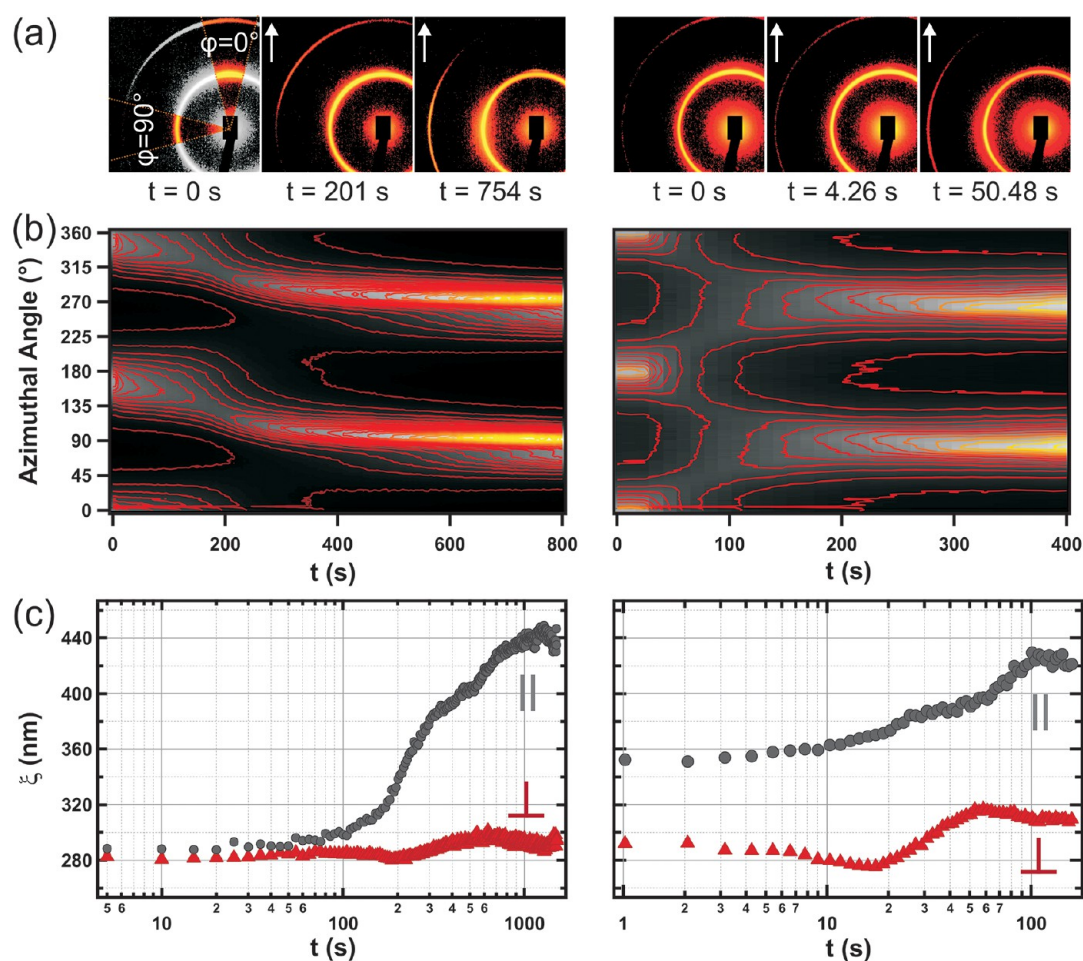 (a)
φ=0°
φ=90°
t = 0 s
t = 201 s
t = 754 s
t = 0 s
t = 4.26 s
t = 50.48 s
(b)
Azimuthal Angle (°)
360
315
270
225
180
135
90
45
0
0 200 400 600 800
t (s)
0 100 200 300 400
t (s)
(c)
ξ (nm)
440
400
360
320
280
||
⊥
5 6 10 2 3 4 5 6 100 2 3 4 5 6 1000
t (s)
||
⊥
1 2 3 4 5 6 7 10 2 3 4 5 6 7 100
t (s)